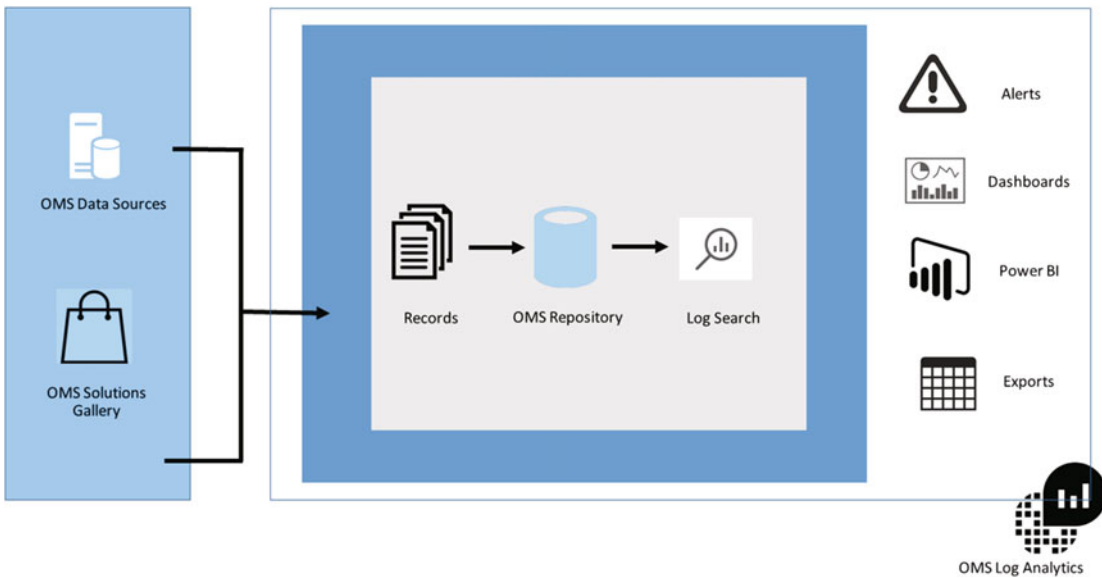 OMS Data Sources
OMS Solutions
Gallery
Records
OMS Repository
Log Search
Alerts
Dashboards
Power BI
Exports
OMS Log Analytics